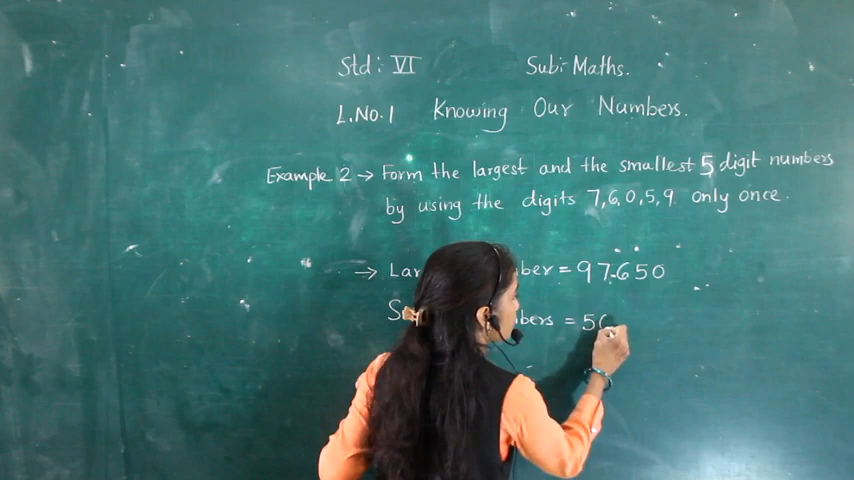 Std: VI Sub:- Maths.
L.No.1 Knowing Our Numbers.
Example 2 → Form the largest and the smallest 5 digit numbers
by using the digits 7,6,0,5,9 only once.
→ Lar ber = 97650
S bers = 50